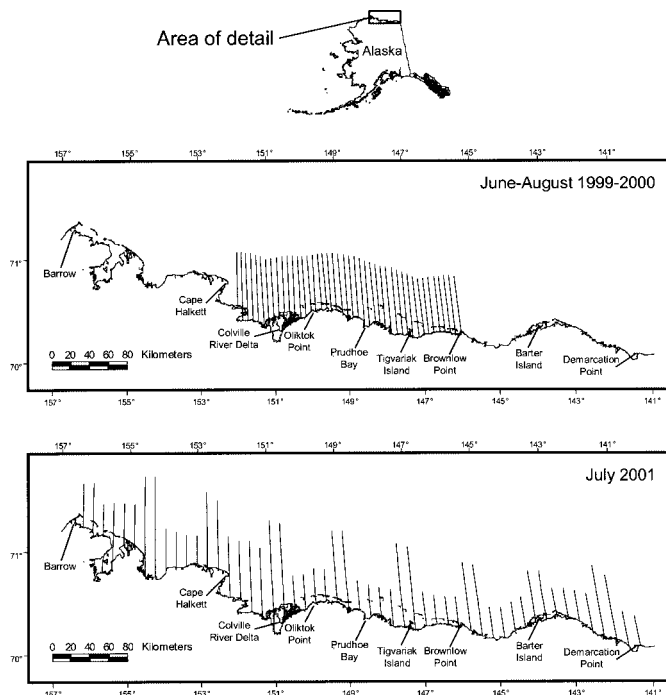 Area of detail
Alaska
157° 155° 153° 151° 149° 147° 145° 143° 141°
June-August 1999-2000
71°
Barrow
Cape
Halkett
Colville
River Delta
Oliktok
Point
Prudhoe
Bay
Tigvariak
Island
Brownlow
Point
Barter
Island
Demarcation
Point
0 20 40 60 80 Kilometers
70°
157° 155° 153° 151° 149° 147° 145° 143° 141°
157° 155° 153° 151° 149° 147° 145° 143° 141°
July 2001
71°
Barrow
Cape
Halkett
Colville
River Delta
Oliktok
Point
Prudhoe
Bay
Tigvariak
Island
Brownlow
Point
Barter
Island
Demarcation
Point
0 20 40 60 80 Kilometers
70°
157° 155° 153° 151° 149° 147° 145° 143° 141°